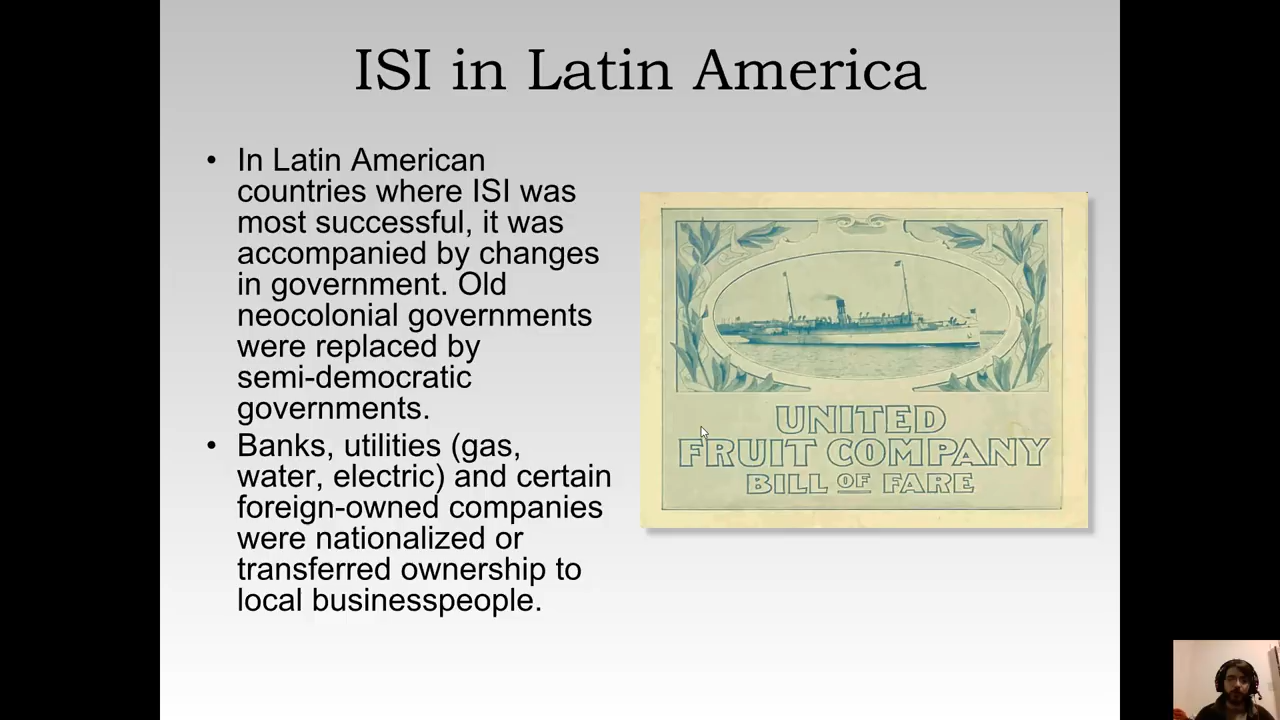 ISI in Latin America
• In Latin American
countries where ISI was
most successful, it was
accompanied by changes
in government. Old
neocolonial governments
were replaced by
semi-democratic
governments.
• Banks, utilities (gas,
water, electric) and certain
foreign-owned companies
were nationalized or
transferred ownership to
local businesspeople.
UNITED
FRUIT COMPANY
BILL OF FARE